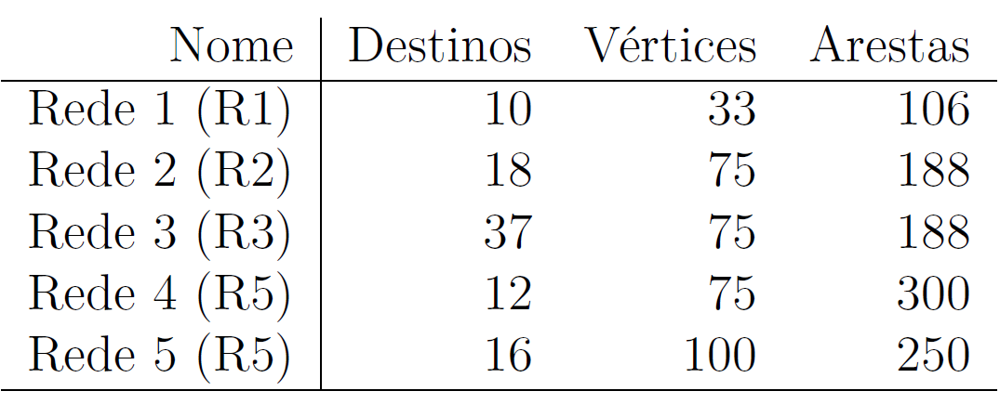 Nome Destinos Vértices Arestas
Rede 1 (R1) 10 33 106
Rede 2 (R2) 18 75 188
Rede 3 (R3) 37 75 188
Rede 4 (R5) 12 75 300
Rede 5 (R5) 16 100 250